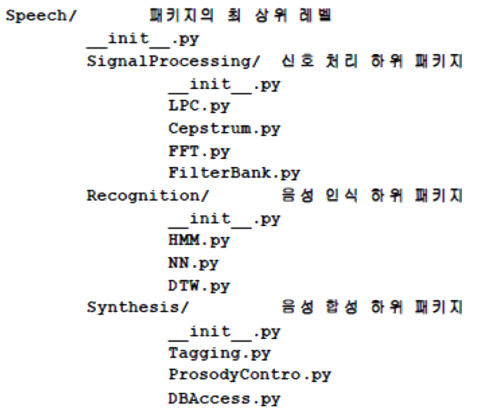 Speech/ 패키지의 최 상위 레벨
__init__.py
SignalProcessing/ 신호 처리 하위 패키지
__init__.py
LPC.py
Cepstrum.py
FFT.py
FilterBank.py
Recognition/ 음성 인식 하위 패키지
__init__.py
HMM.py
NN.py
DTW.py
Synthesis/ 음성 합성 하위 패키지
__init__.py
Tagging.py
ProsodyContro.py
DBAccess.py